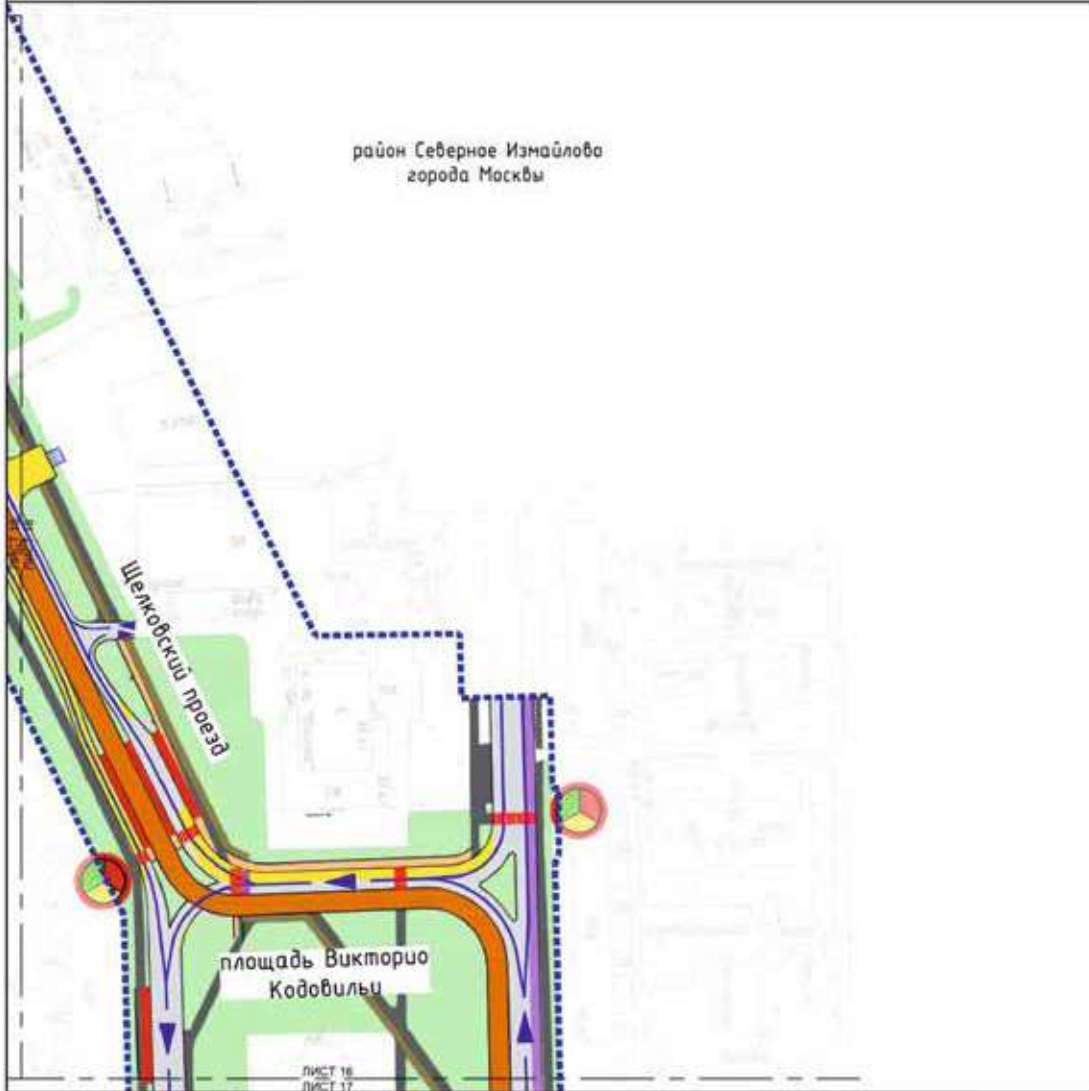 район Северное Измайлово
города Москвы
Щелковский проезд
площадь Викторио
Кодовильи
ЛИСТ 16
ЛИСТ 17